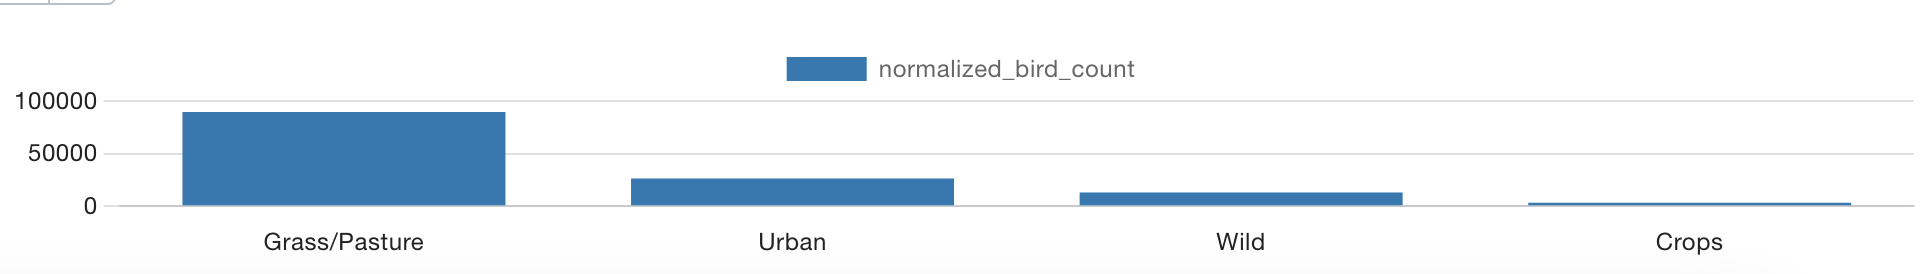 normalized_bird_count
100000
50000
0
Grass/Pasture Urban Wild Crops